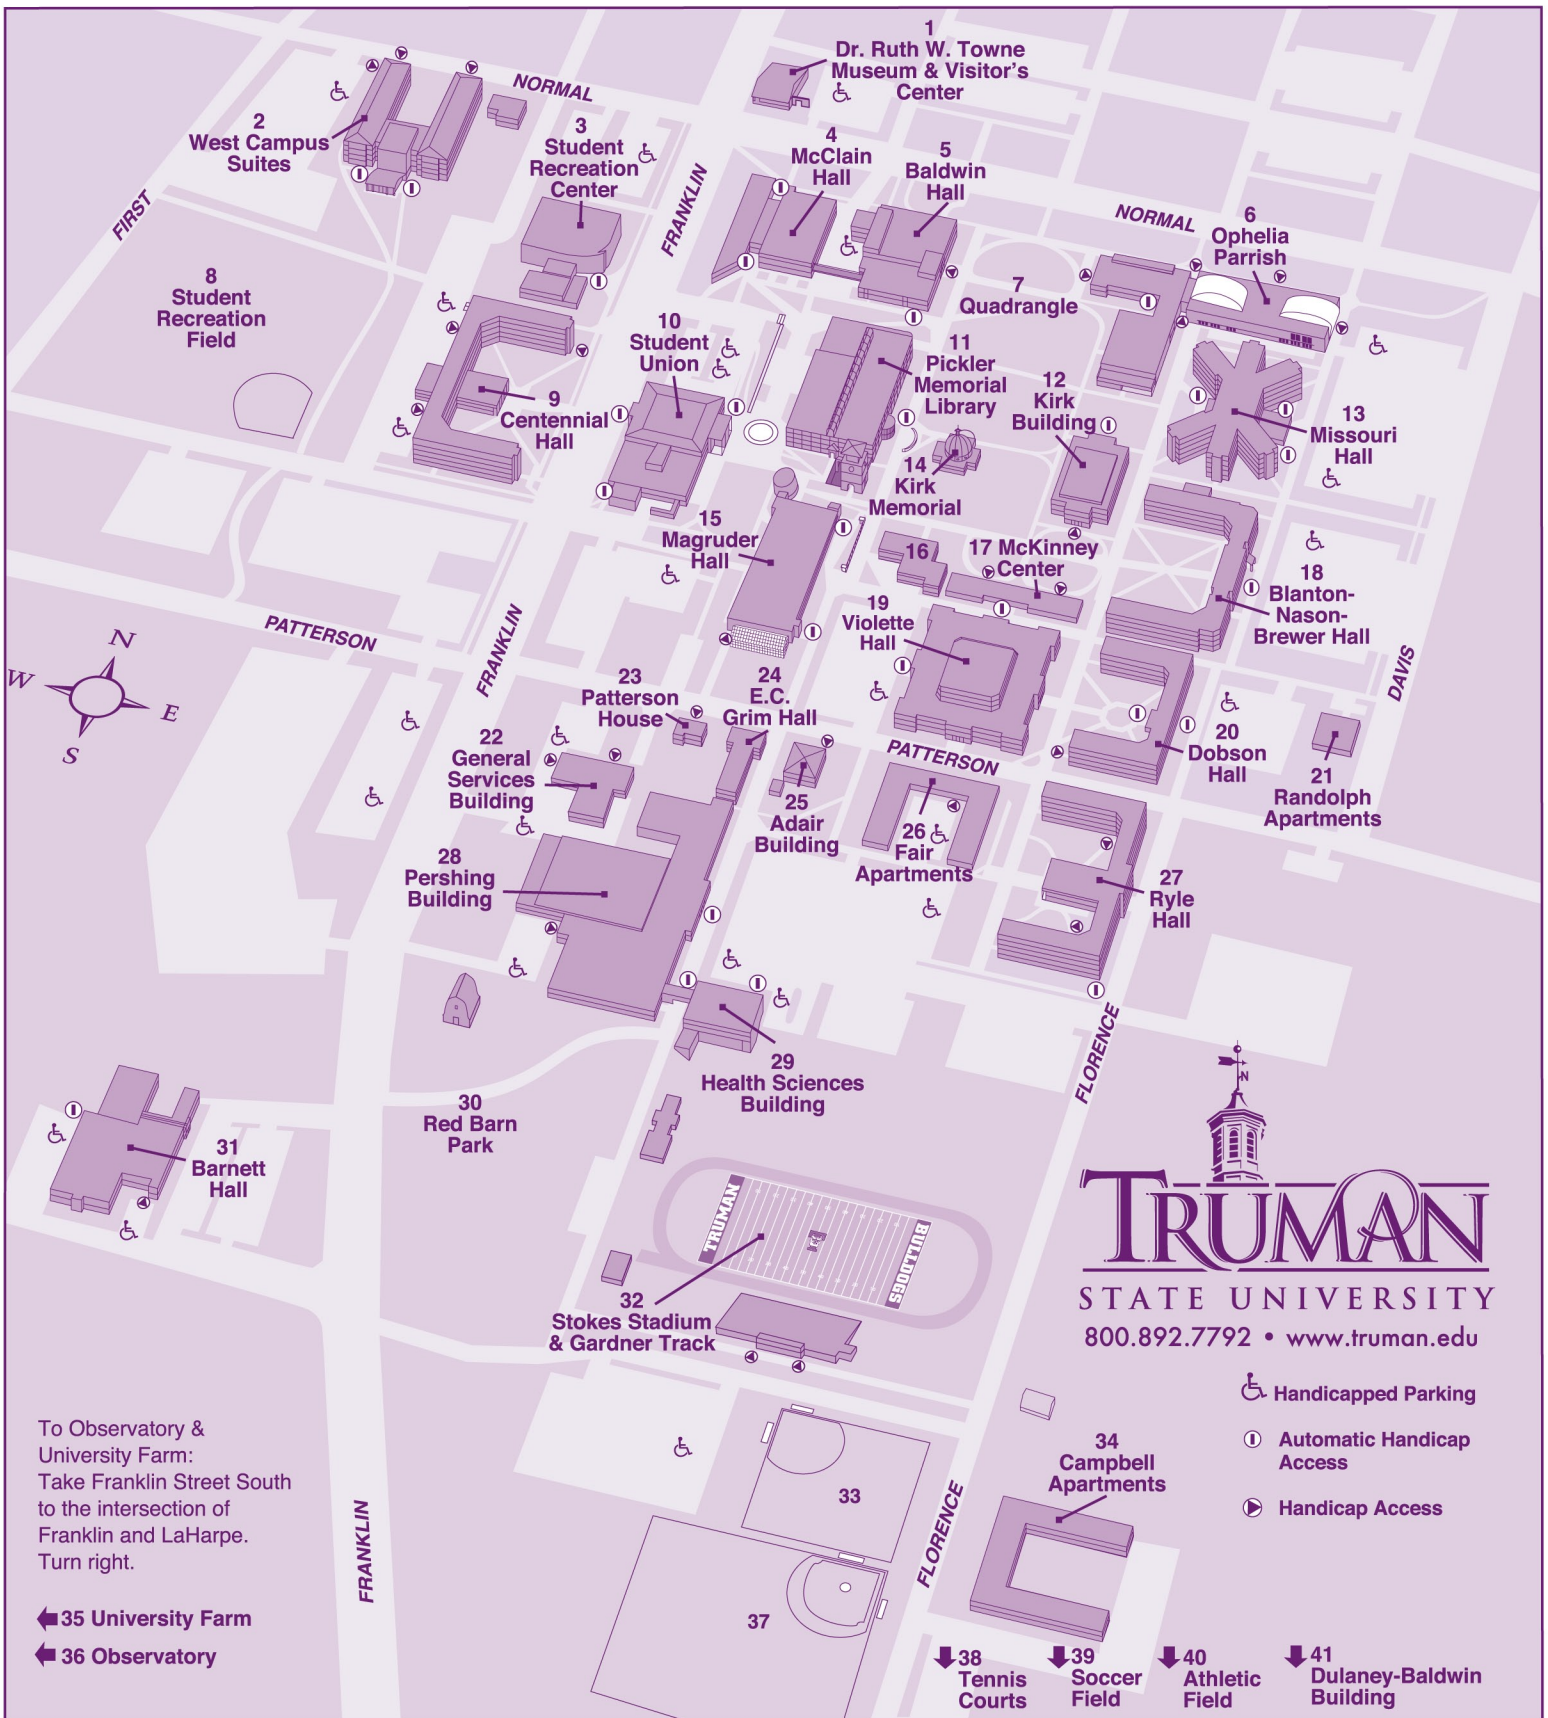 1
Dr. Ruth W. Towne
Museum & Visitor's
Center
NORMAL
2
West Campus
Suites
3
Student
Recreation
Center
4
McClain
Hall
5
Baldwin
Hall
FIRST
FRANKLIN
NORMAL
6
Ophelia
Parrish
7
Quadrangle
8
Student
Recreation
Field
10
Student
Union
11
Pickler
Memorial
Library
12
Kirk
Building
9
Centennial
Hall
13
Missouri
Hall
14
Kirk
Memorial
15
Magruder
Hall
16
17 McKinney
Center
18
Blanton-
Nason-
Brewer Hall
19
Violette
Hall
PATTERSON
FRANKLIN
DAVIS
N
W
E
S
23
Patterson
House
24
E.C.
Grim Hall
22
General
Services
Building
PATTERSON
20
Dobson
Hall
21
Randolph
Apartments
25
Adair
Building
26
Fair
Apartments
28
Pershing
Building
27
Ryle
Hall
FLORENCE
29
Health Sciences
Building
30
Red Barn
Park
31
Barnett
Hall
TRUMAN
BULLDOGS
32
Stokes Stadium
& Gardner Track
N
TRUMAN
STATE UNIVERSITY
800.892.7792 • www.truman.edu
Handicapped Parking
Automatic Handicap
Access
Handicap Access
To Observatory &
University Farm:
Take Franklin Street South
to the intersection of
Franklin and LaHarpe.
Turn right.
35 University Farm
36 Observatory
FRANKLIN
33
37
FLORENCE
34
Campbell
Apartments
38
Tennis
Courts
39
Soccer
Field
40
Athletic
Field
41
Dulaney-Baldwin
Building